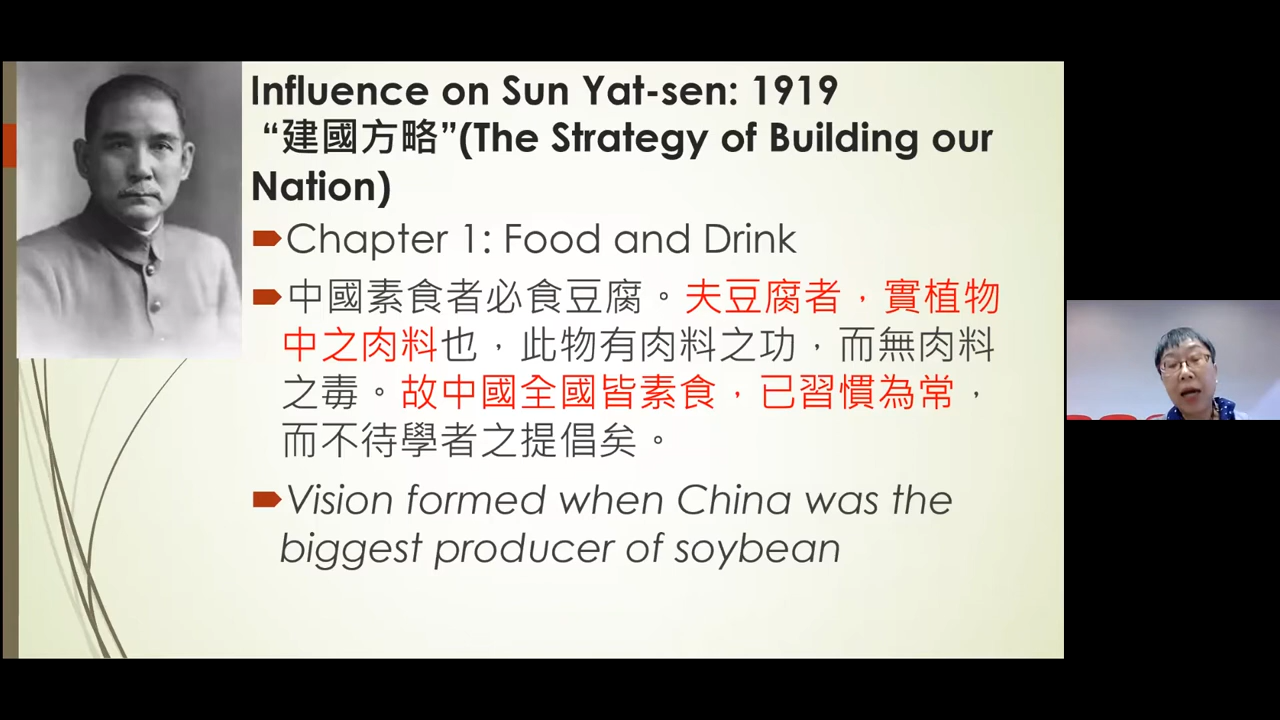 Influence on Sun Yat-sen: 1919
“建國方略”(The Strategy of Building our
Nation)
Chapter 1: Food and Drink
中國素食者必食豆腐。夫豆腐者，實植物
中之肉料也，此物有肉料之功，而無肉料
之毒。故中國全國皆素食，已習慣為常，
而不待學者之提倡矣。
Vision formed when China was the
biggest producer of soybean